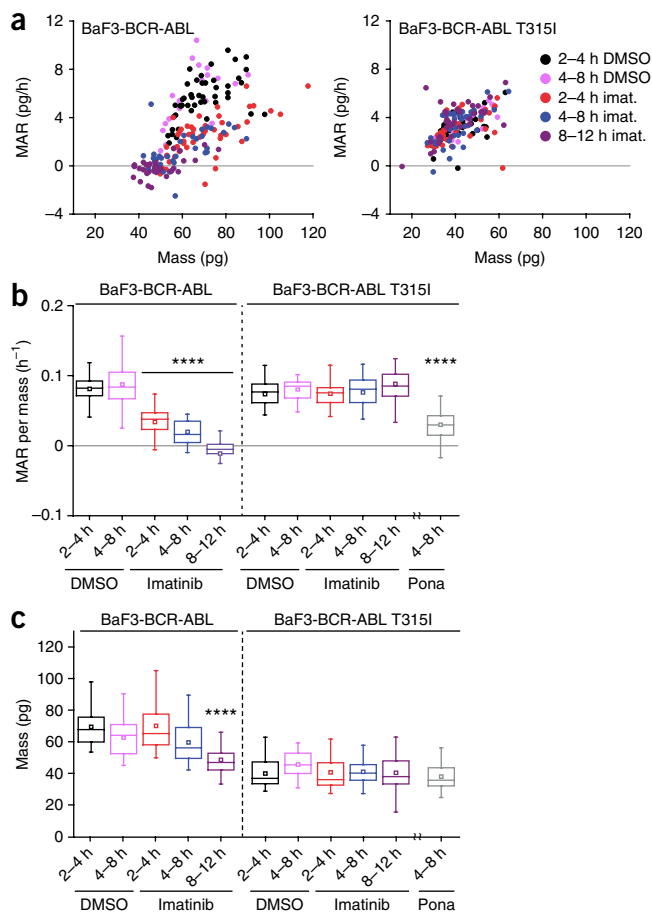 a
BaF3-BCR-ABL
BaF3-BCR-ABL T315I
MAR (pg/h)
8
4
0
−4
20 40 60 80 100 120
Mass (pg)
MAR (pg/h)
8
4
0
−4
20 40 60 80 100 120
Mass (pg)
2–4 h DMSO
4–8 h DMSO
2–4 h imat.
4–8 h imat.
8–12 h imat.
b
BaF3-BCR-ABL
BaF3-BCR-ABL T315I
MAR per mass (h⁻¹)
0.2
0.1
0
−0.1
****
****
2–4 h 4–8 h 2–4 h 4–8 h 8–12 h 2–4 h 4–8 h 2–4 h 4–8 h 8–12 h 4–8 h
DMSO Imatinib DMSO Imatinib Pona
c
BaF3-BCR-ABL
BaF3-BCR-ABL T315I
Mass (pg)
120
100
80
60
40
20
0
****
2–4 h 4–8 h 2–4 h 4–8 h 8–12 h 2–4 h 4–8 h 2–4 h 4–8 h 8–12 h 4–8 h
DMSO Imatinib DMSO Imatinib Pona